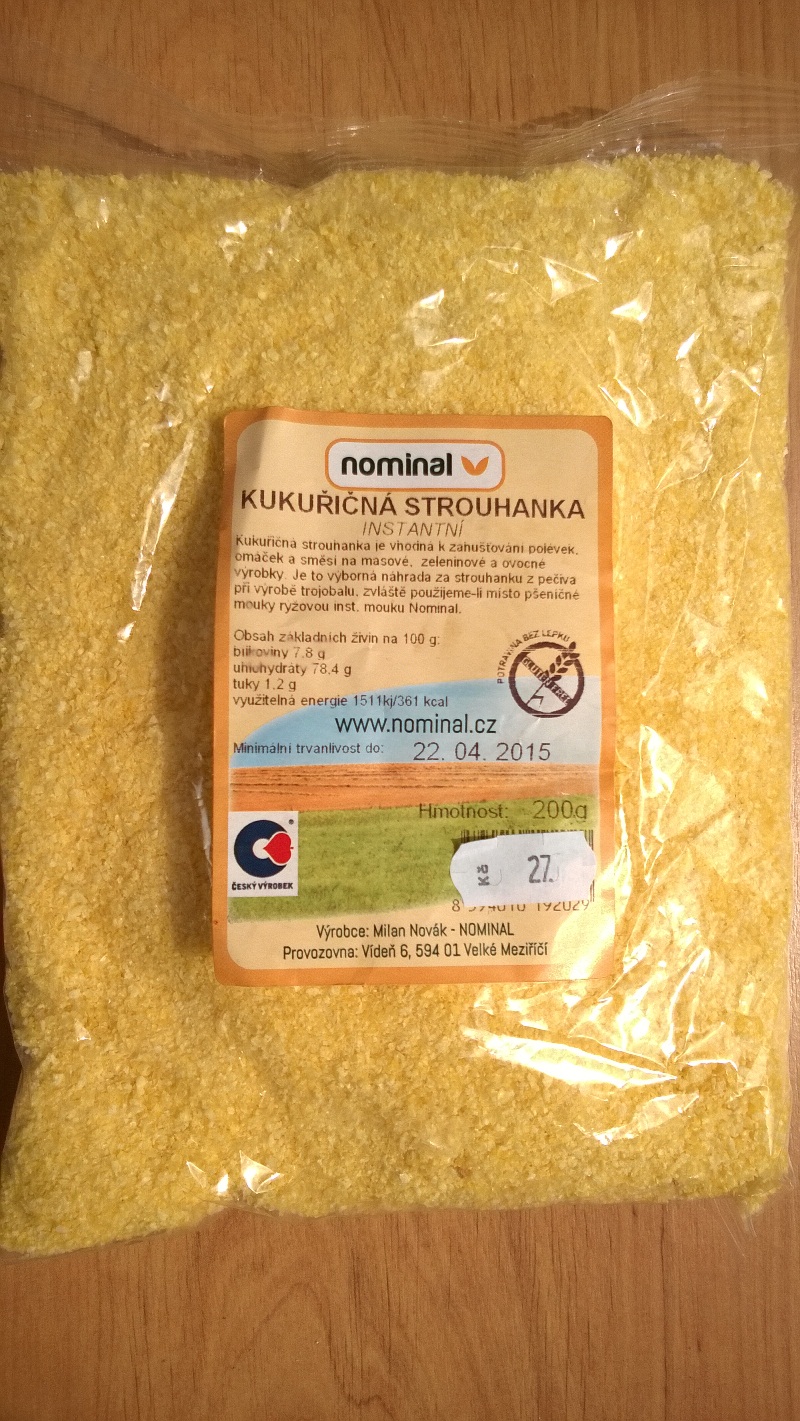 nominal
KUKUŘIČNÁ STROUHANKA
INSTANTNÍ
Kukuřičná strouhanka je vhodná k zahušťování polévek,
omáček a směsí na masové, zeleninové a ovocné
výrobky. Je to výborná náhrada za strouhanku z pečiva
při výrobě trojobalu, zvláště použijeme-li místo pšeničné
mouky rýžovou inst. mouku Nominal.
Obsah základních živin na 100 g:
bílkoviny 7,8 g
uhlohydráty 78,4 g
tuky 1,2 g
využitelná energie 1511kj/361 kcal
POTRAVINA BEZ LEPKU
www.nominal.cz
Minimální trvanlivost do: 22. 04. 2015
Hmotnost: 200g
ČESKÝ VÝROBEK
®
Kč 27.
8 594010 192029
Výrobce: Milan Novák - NOMINAL
Provozovna: Vídeň 6, 594 01 Velké Meziříčí